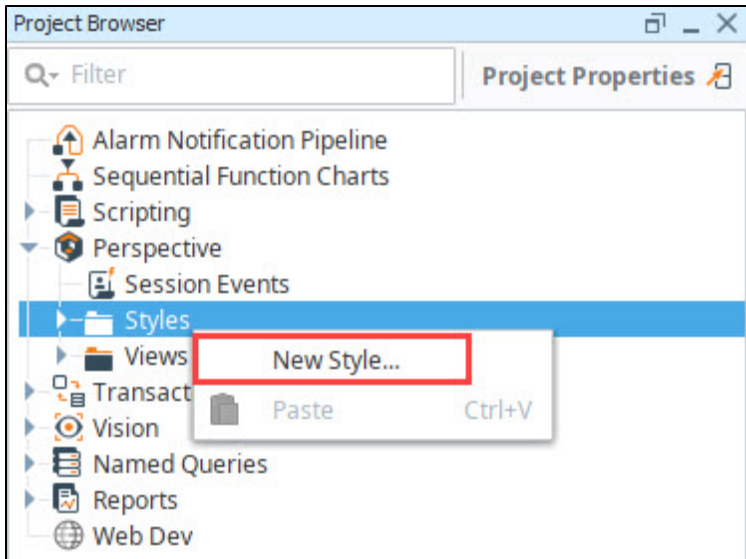 Project Browser
Filter
Project Properties
Alarm Notification Pipeline
Sequential Function Charts
Scripting
Perspective
Session Events
Styles
Views
New Style...
Transact
Paste Ctrl+V
Vision
Named Queries
Reports
Web Dev